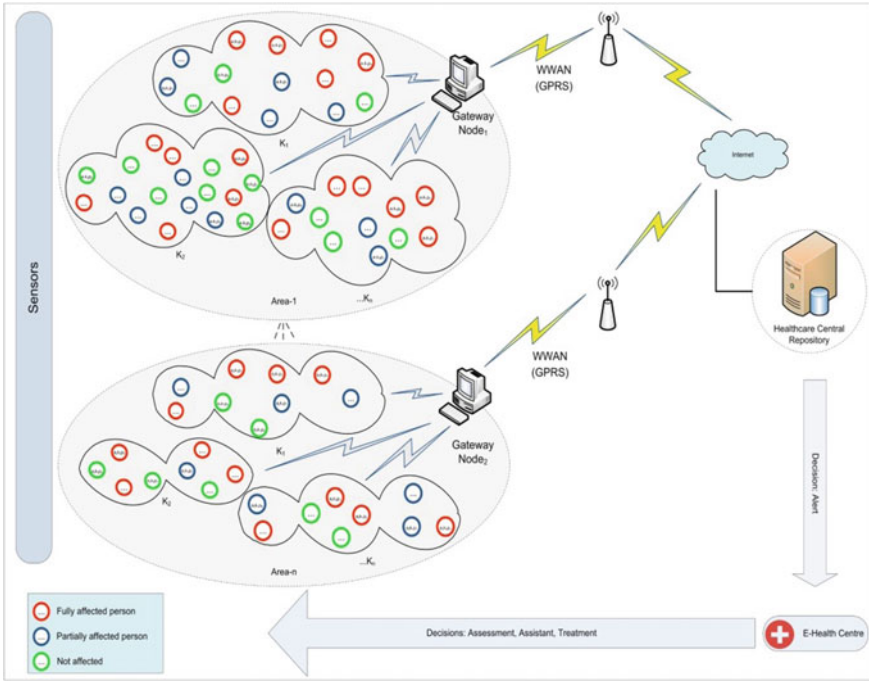 Sensors
WWAN
(GPRS)
Gateway
Node1
K1
K2
...Kn
Area-1
Internet
Healthcare Central
Repository
WWAN
(GPRS)
Gateway
Node2
K1
K2
...Kn
Area-n
Decision: Alert
Fully affected person
Partially affected person
Not affected
Decisions: Assessment, Assistant, Treatment
E-Health Centre